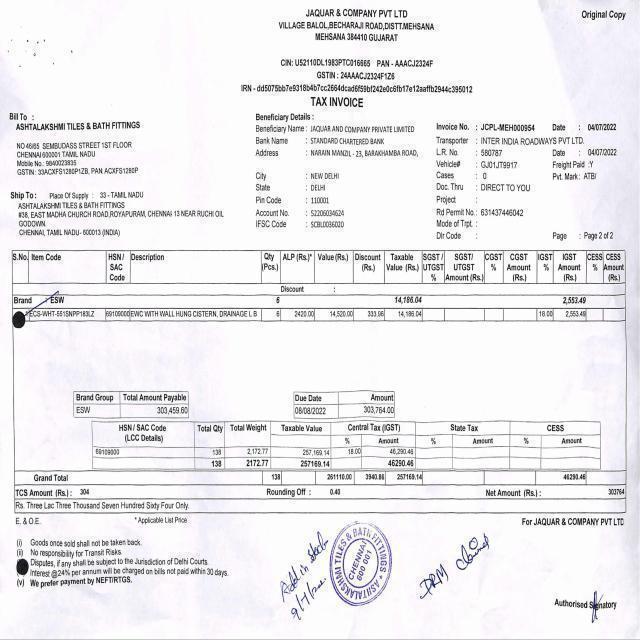 JAQUAR & COMPANY PVT LTD
Original Copy
VILLAGE BALOL,BECHARAJI ROAD,DISTT.MEHSANA
MEHSANA 384410 GUJARAT
CIN: U52110DL1983PTC016665 PAN - AAACJ2324F
GSTIN : 24AAACJ2324F1Z6
IRN - dd5075bb7e9318b4b7cc2664dcad6f59bf242e0c6fb17e12aaffb2944c395012
TAX INVOICE
Bill To :
ASHTALAKSHMI TILES & BATH FITTINGS
NO 46/65 SEMBUDASS STREET 1ST FLOOR
CHENNAI 600001 TAMIL NADU
Mobile No.: 9840023835
GSTIN : 33ACXFS1280P1ZB, PAN ACXFS1280P
Ship To : Place Of Supply : 33 - TAMIL NADU
ASHTALAKSHMI TILES & BATH FITTINGS
#38, EAST MADHA CHURCH ROAD,ROYAPURAM, CHENNAI 13 NEAR RUCHI OIL
GODOWN.
CHENNAI, TAMIL NADU - 600013 (INDIA)
Beneficiary Details :
Beneficiary Name : JAQUAR AND COMPANY PRIVATE LIMITED
Bank Name : STANDARD CHARTERED BANK
Address : NARAIN MANZIL - 23, BARAKHAMBA ROAD,
City : NEW DELHI
State : DELHI
Pin Code : 110001
Account No. : 52206034624
IFSC Code : SCBL0036020
Invoice No. : JCPL-MEH000954 Date : 04/07/2022
Transporter : INTER INDIA ROADWAYS PVT LTD.
L.R. No. : 580787 Date : 04/07/2022
Vehicle# : GJ01JT9917 Freight Paid :Y
Cases : 0 Pvt. Mark : ATB/
Doc. Thru : DIRECT TO YOU
Project :
Rd Permit No.: 631437446042
Mode of Trpt. :
Dlr Code : Page : Page 2 of 2
S.No. Item Code HSN / SAC Code Description Qty (Pcs.) ALP (Rs.)* Value (Rs.) Discount (Rs.) Taxable Value (Rs.) SGST / UTGST % SGST/ UTGST Amount (Rs.) CGST % CGST Amount (Rs.) IGST % IGST Amount (Rs.) CESS % CESS Amount (Rs.)
Discount :
Brand : ESW 6 14,186.04 2,553.49
ECS-WHT-551SNPP183LZ 69109000 EWC WITH WALL HUNG CISTERN, DRAINAGE L B 6 2420.00 14,520.00 333.96 14,186.04 18.00 2,553.49
Brand Group Total Amount Payable
ESW 303,459.60
Due Date Amount
08/08/2022 303,764.00
HSN / SAC Code (LCC Details) Total Qty Total Weight Taxable Value Central Tax (IGST) State Tax CESS
% Amount % Amount % Amount
69109000 138 2,172.77 257,169.14 18.00 46,290.46
138 2172.77 257169.14 46290.46
Grand Total 138 261110.00 3940.86 257169.14 46290.46
TCS Amount (Rs.) : 304 Rounding Off : 0.40 Net Amount (Rs.) : 303764
Rs. Three Lac Three Thousand Seven Hundred Sixty Four Only.
E. & O.E. * Applicable List Price
For JAQUAR & COMPANY PVT LTD
(i) Goods once sold shall not be taken back.
(ii) No responsibility for Transit Risks.
Disputes, if any shall be subject to the Jurisdiction of Delhi Courts.
Interest @24% per annum will be charged on bills not paid within 30 days.
(v) We prefer payment by NEFT/RTGS.
ASHTALAKSHMI TILES & BATH FITTINGS
CHENNAI
600 001
Authorised Signatory